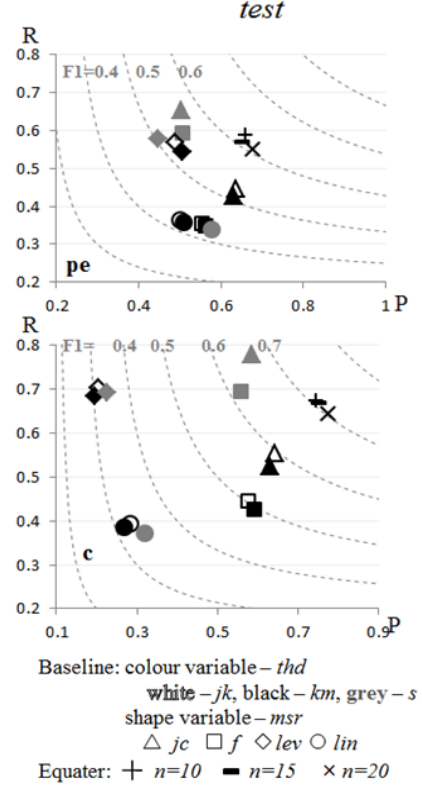 test
R
0.8
F1=0.4 0.5 0.6
0.7
0.6
0.5
0.4
0.3
pe
0.2
0.2 0.4 0.6 0.8 1
P
R
0.8
F1= 0.4 0.5 0.6 0.7
0.7
0.6
0.5
0.4
0.3
c
0.2
0.1 0.3 0.5 0.7 0.9
P
Baseline: colour variable – thd
white – jk, black – km, grey – s
shape variable – msr
jc f lev lin
Equater: n=10 n=15 n=20